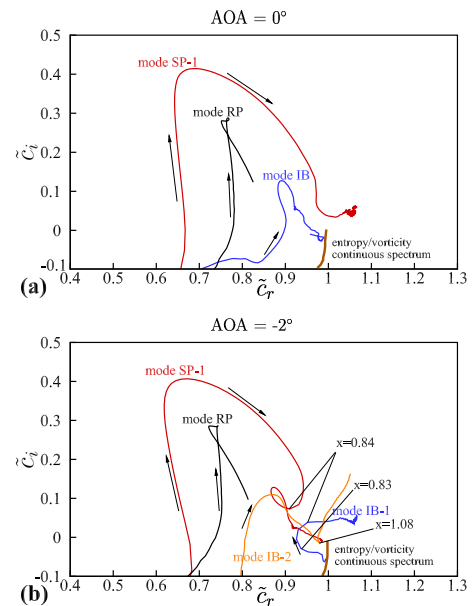 AOA = 0°
0.5
0.4
0.3
0.2
0.1
0
-0.1
c̃ᵢ
mode SP-1
mode RP
mode IB
entropy/vorticity
continuous spectrum
0.4 0.5 0.6 0.7 0.8 0.9 1 1.1 1.2 1.3
(a)
c̃ᵣ
AOA = -2°
0.5
0.4
0.3
0.2
0.1
0
-0.1
c̃ᵢ
mode SP-1
mode RP
x=0.84
x=0.83
mode IB-1
x=1.08
mode IB-2
entropy/vorticity
continuous spectrum
0.4 0.5 0.6 0.7 0.8 0.9 1 1.1 1.2 1.3
(b)
c̃ᵣ